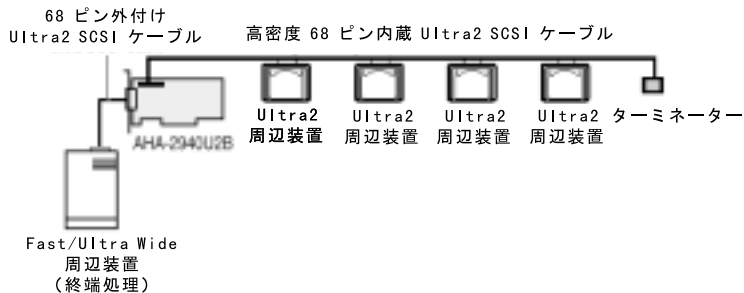 68 ピン外付け
Ultra2 SCSI ケーブル
高密度 68 ピン内蔵 Ultra2 SCSI ケーブル
AHA-2940U2B
Ultra2
周辺装置
Ultra2
周辺装置
Ultra2
周辺装置
Ultra2
周辺装置
ターミネーター
Fast/Ultra Wide
周辺装置
(終端処理)